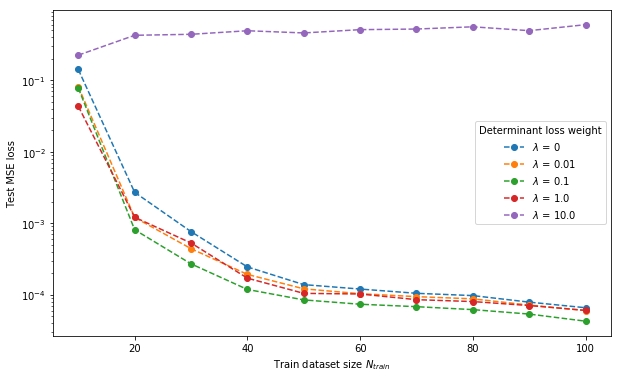 10⁻¹
10⁻²
10⁻³
10⁻⁴
Test MSE loss
Determinant loss weight
λ = 0
λ = 0.01
λ = 0.1
λ = 1.0
λ = 10.0
20 40 60 80 100
Train dataset size N_train